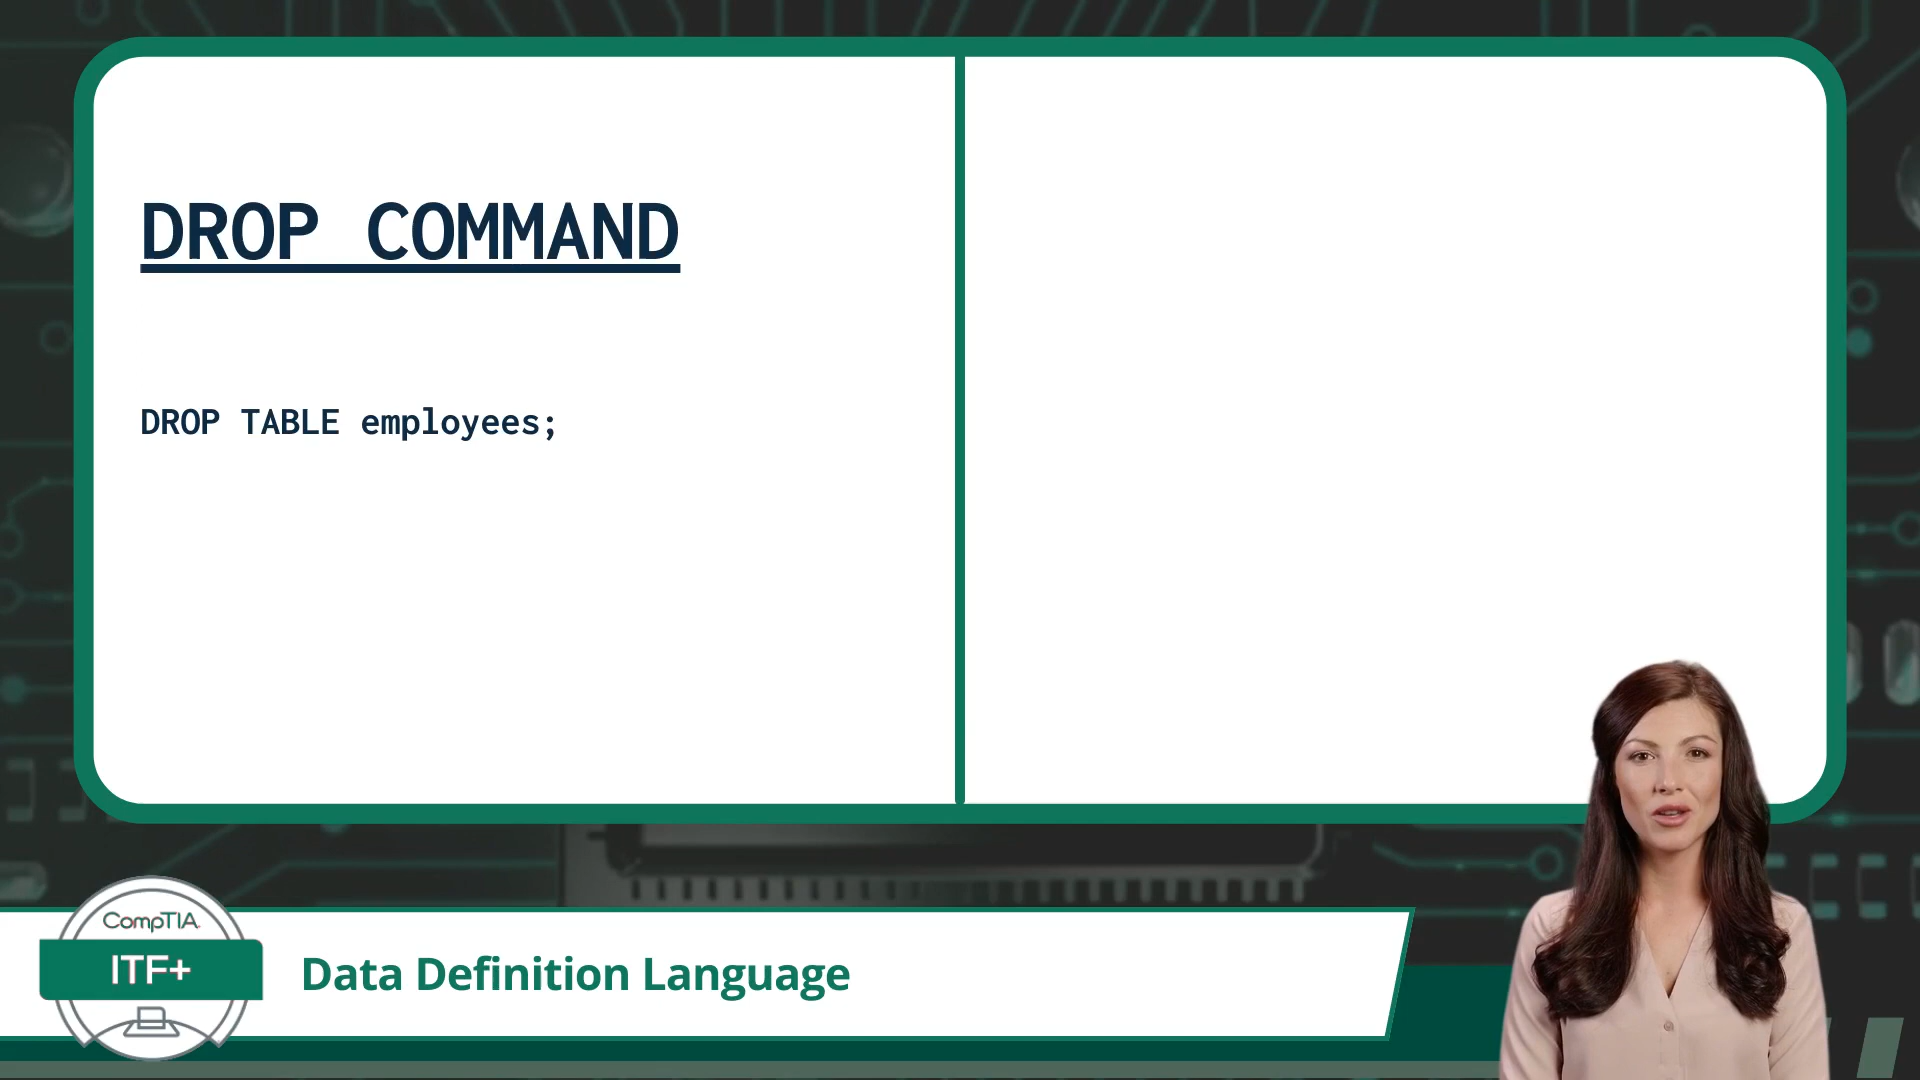 DROP COMMAND
DROP TABLE employees;
CompTIA.
ITF+
Data Definition Language